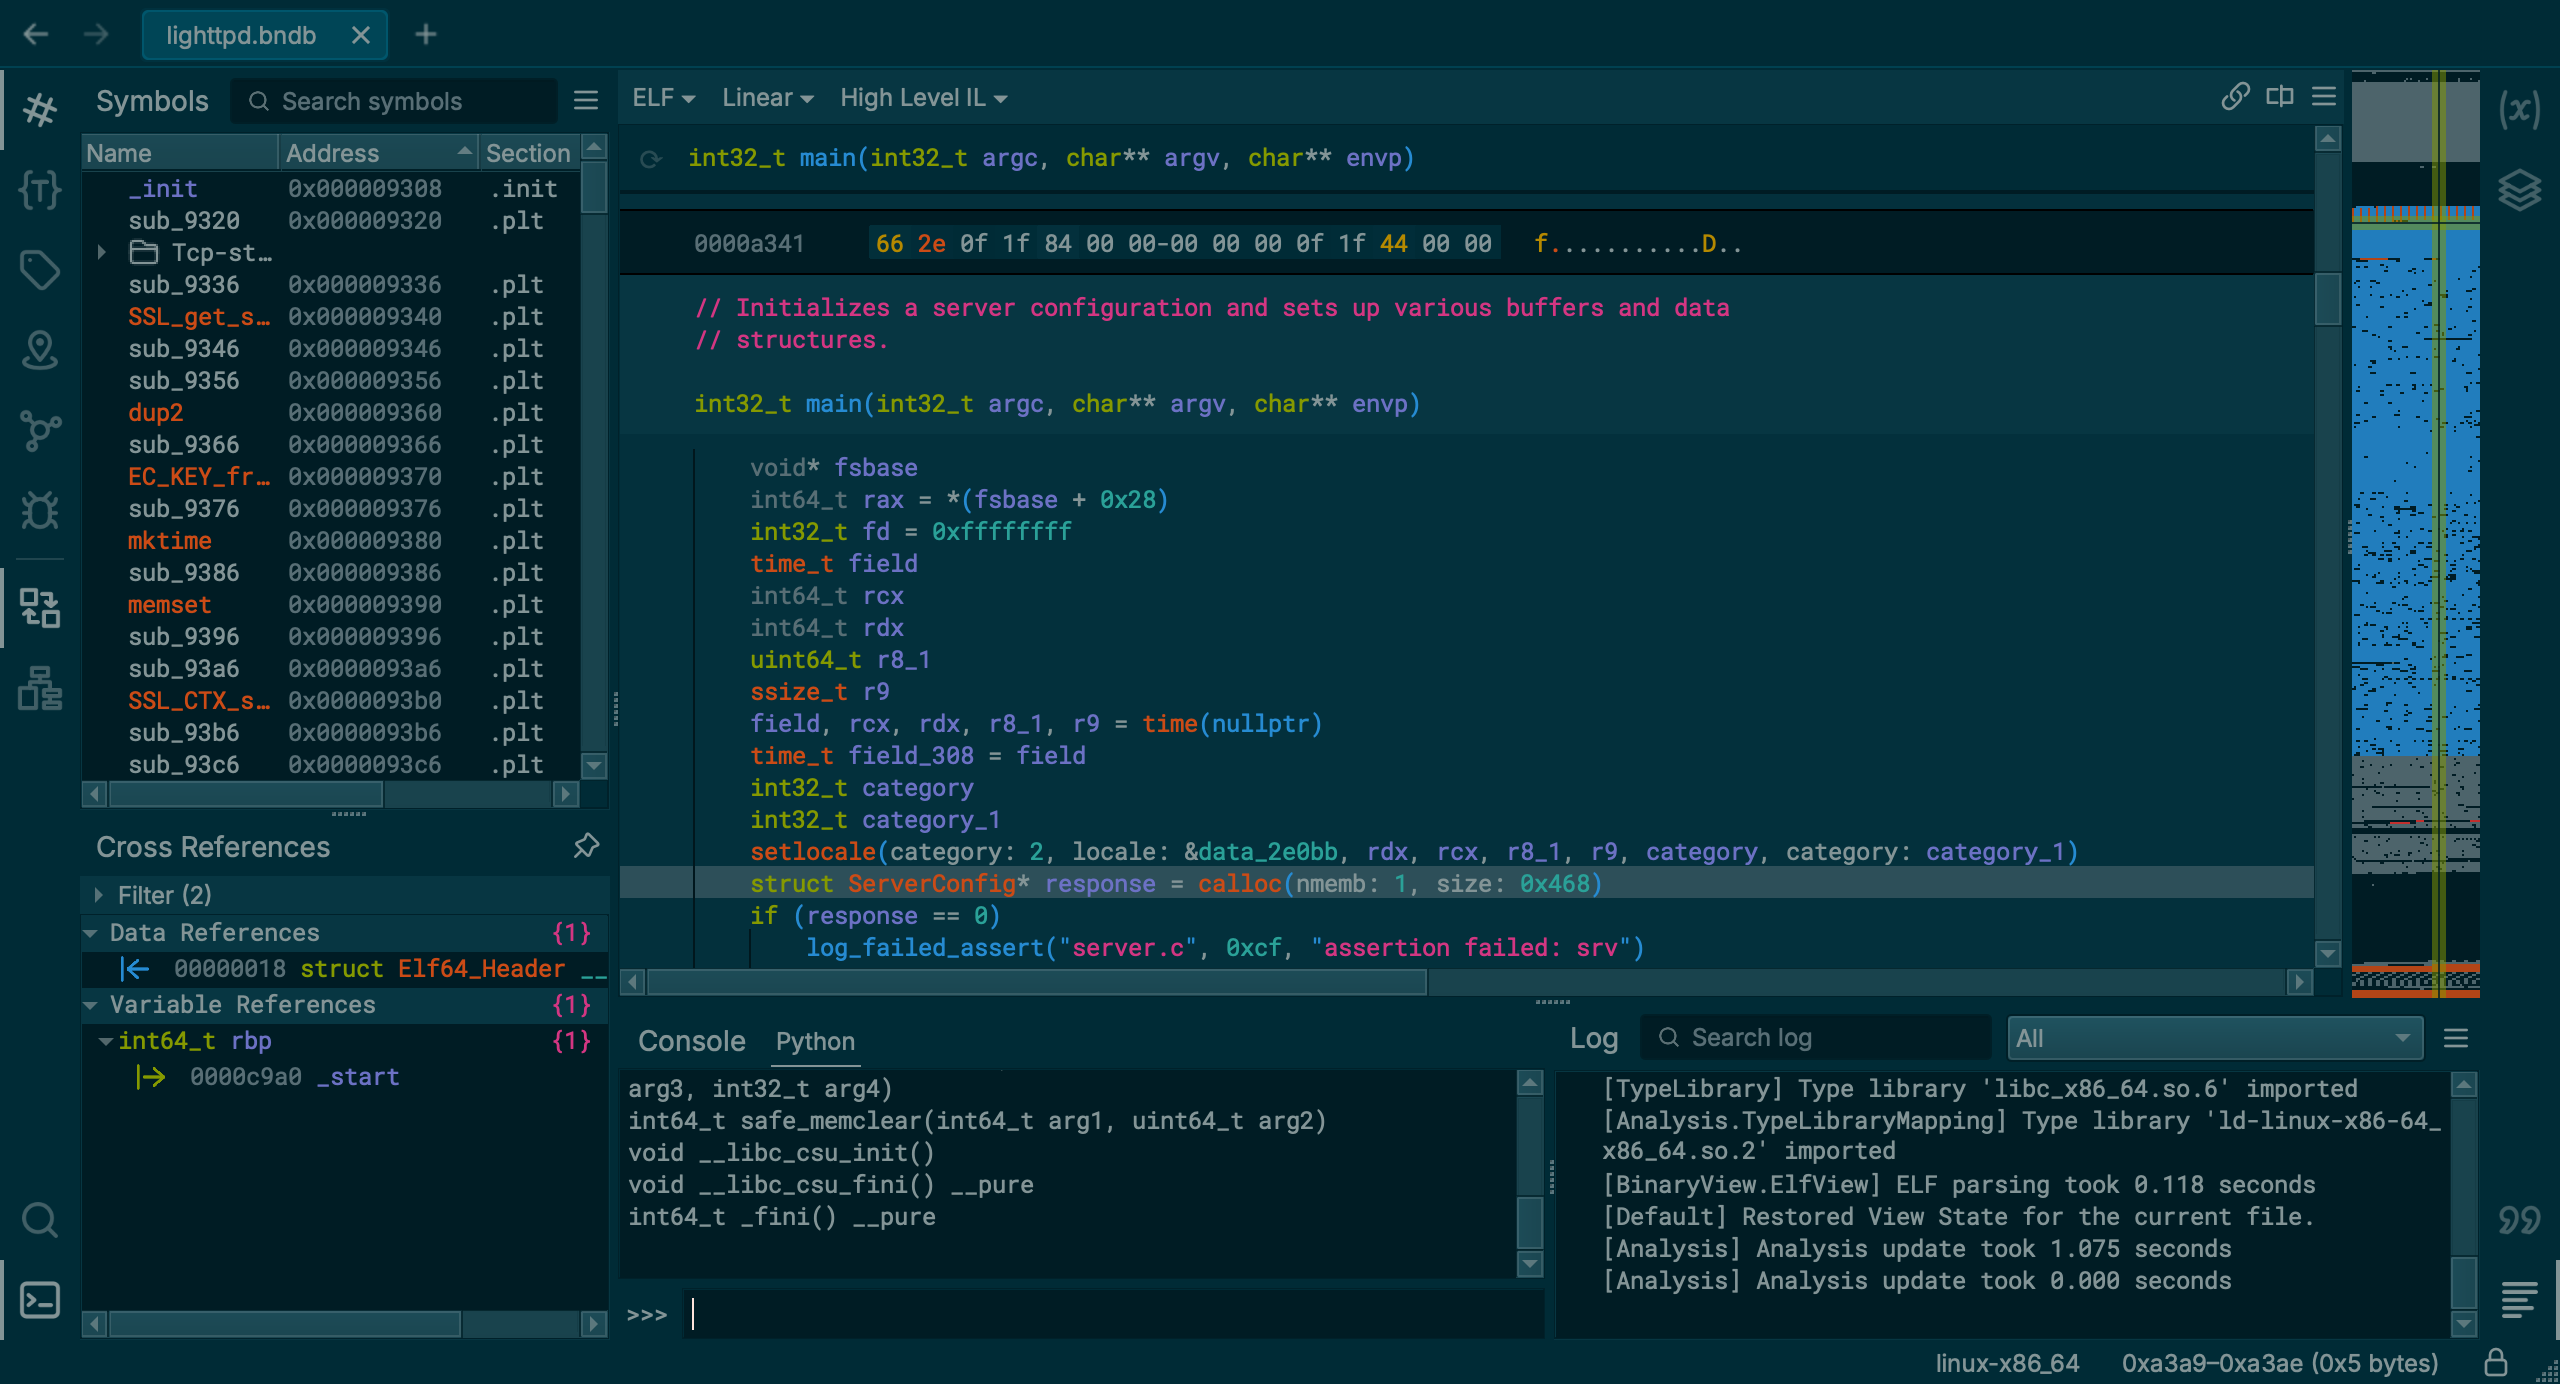 lighttpd.bndb
Symbols
Search symbols
Name Address Section
_init 0x000009308 .init
sub_9320 0x000009320 .plt
Tcp-st…
sub_9336 0x000009336 .plt
SSL_get_s… 0x000009340 .plt
sub_9346 0x000009346 .plt
sub_9356 0x000009356 .plt
dup2 0x000009360 .plt
sub_9366 0x000009366 .plt
EC_KEY_fr… 0x000009370 .plt
sub_9376 0x000009376 .plt
mktime 0x000009380 .plt
sub_9386 0x000009386 .plt
memset 0x000009390 .plt
sub_9396 0x000009396 .plt
sub_93a6 0x0000093a6 .plt
SSL_CTX_s… 0x0000093b0 .plt
sub_93b6 0x0000093b6 .plt
sub_93c6 0x0000093c6 .plt
Cross References
Filter (2)
Data References {1}
00000018 struct Elf64_Header __
Variable References {1}
int64_t rbp {1}
0000c9a0 _start
ELF Linear High Level IL
int32_t main(int32_t argc, char** argv, char** envp)
0000a341 66 2e 0f 1f 84 00 00-00 00 00 0f 1f 44 00 00 f...........D..
// Initializes a server configuration and sets up various buffers and data
// structures.
int32_t main(int32_t argc, char** argv, char** envp)
void* fsbase
int64_t rax = *(fsbase + 0x28)
int32_t fd = 0xffffffff
time_t field
int64_t rcx
int64_t rdx
uint64_t r8_1
ssize_t r9
field, rcx, rdx, r8_1, r9 = time(nullptr)
time_t field_308 = field
int32_t category
int32_t category_1
setlocale(category: 2, locale: &data_2e0bb, rdx, rcx, r8_1, r9, category, category: category_1)
struct ServerConfig* response = calloc(nmemb: 1, size: 0x468)
if (response == 0)
log_failed_assert("server.c", 0xcf, "assertion failed: srv")
Console Python
arg3, int32_t arg4)
int64_t safe_memclear(int64_t arg1, uint64_t arg2)
void __libc_csu_init()
void __libc_csu_fini() __pure
int64_t _fini() __pure
>>>
Log
Search log
All
[TypeLibrary] Type library 'libc_x86_64.so.6' imported
[Analysis.TypeLibraryMapping] Type library 'ld-linux-x86-64_
x86_64.so.2' imported
[BinaryView.ElfView] ELF parsing took 0.118 seconds
[Default] Restored View State for the current file.
[Analysis] Analysis update took 1.075 seconds
[Analysis] Analysis update took 0.000 seconds
linux-x86_64 0xa3a9–0xa3ae (0x5 bytes)